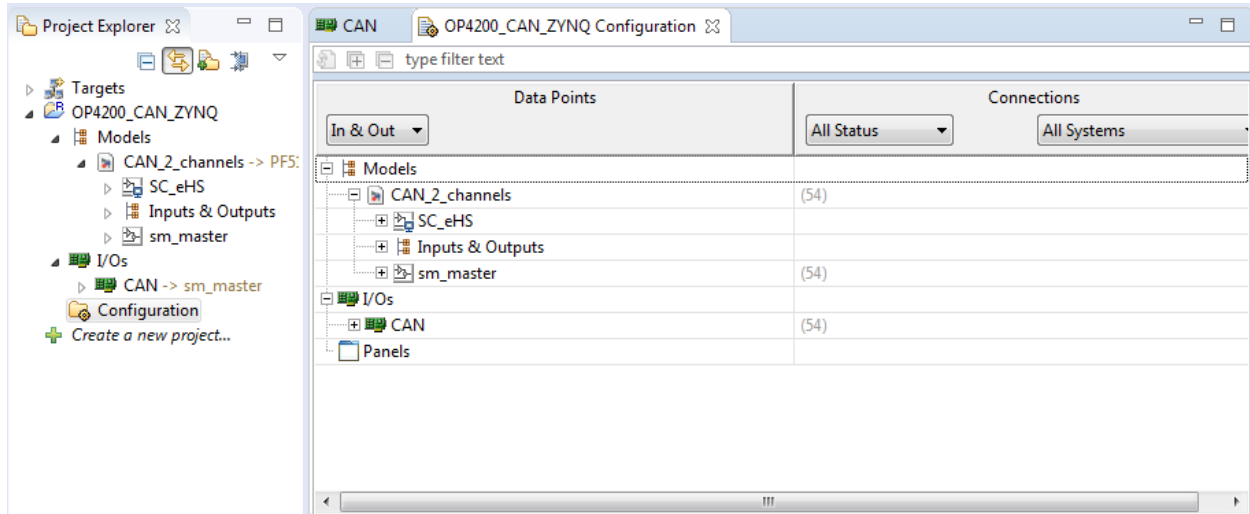 Project Explorer
Targets
OP4200_CAN_ZYNQ
Models
CAN_2_channels -> PF5
SC_eHS
Inputs & Outputs
sm_master
I/Os
CAN -> sm_master
Configuration
Create a new project...
CAN
OP4200_CAN_ZYNQ Configuration
type filter text
Data Points
Connections
In & Out
All Status
All Systems
Models
CAN_2_channels
(54)
SC_eHS
Inputs & Outputs
sm_master
(54)
I/Os
CAN
(54)
Panels